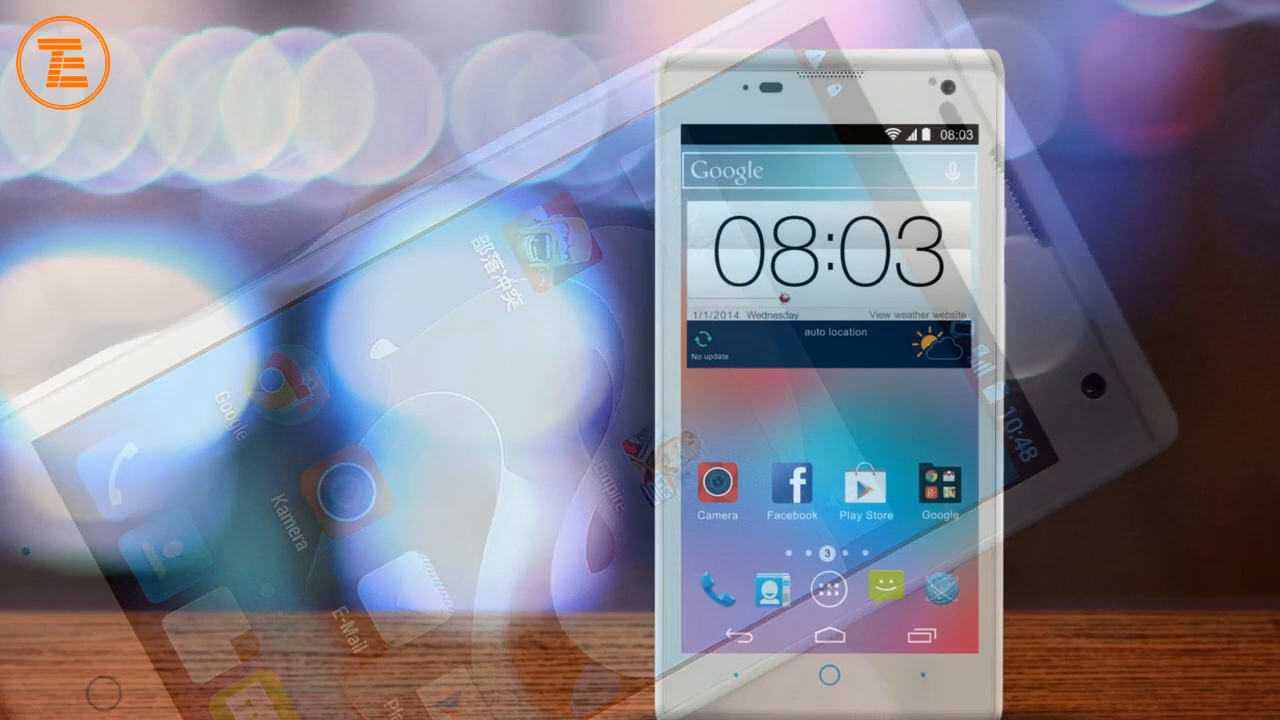 TE
08:03
Google
08:03
1/1/2014 Wednesday View weather website
auto location
No update
Camera Facebook Play Store Google
3
部落冲突
Google
Kamera
Empire
E-Mail
10:48